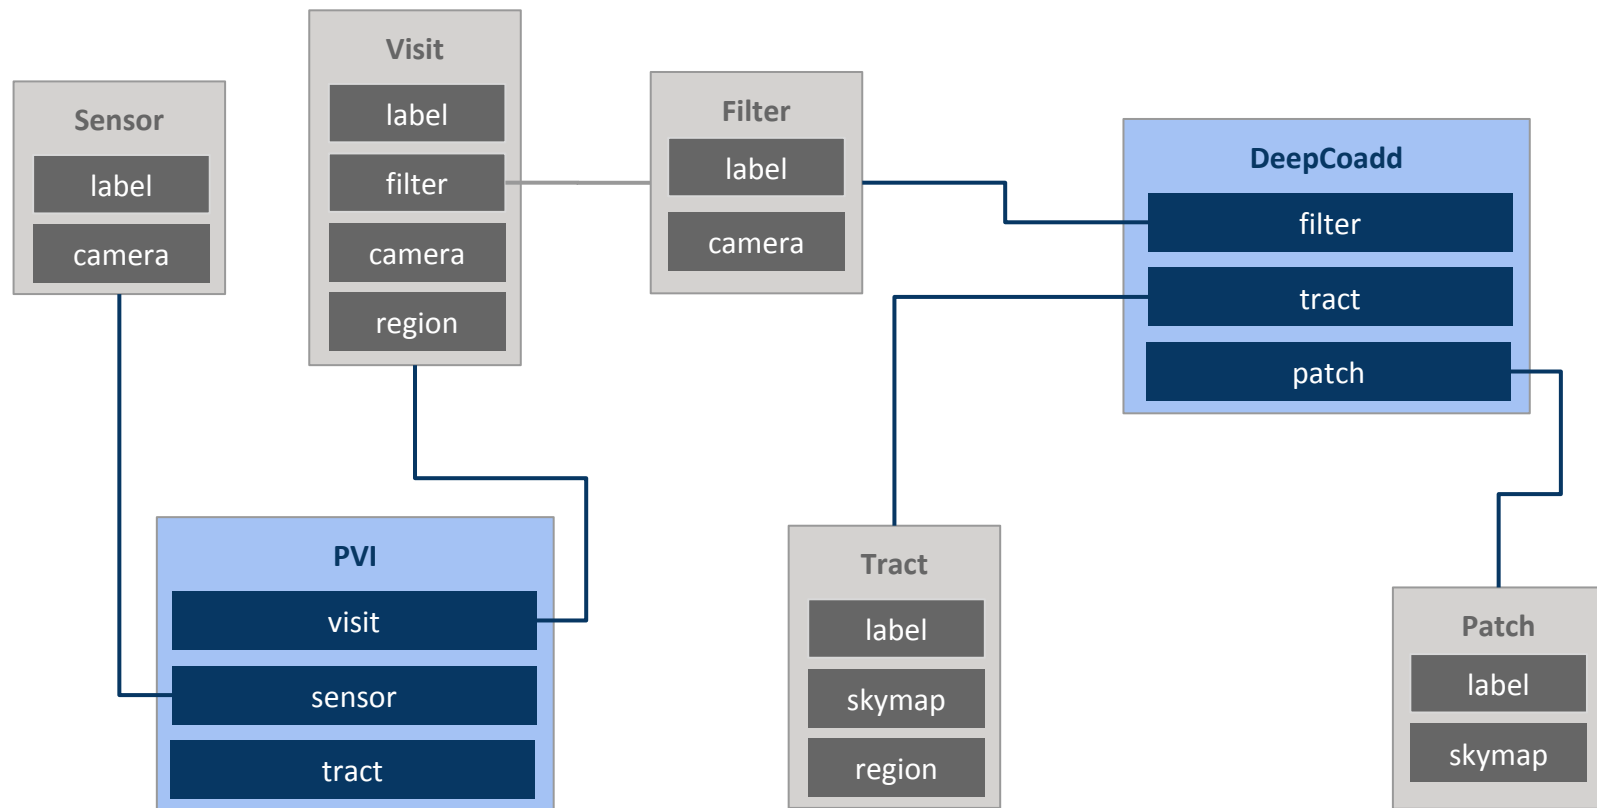 Sensor
label
camera
Visit
label
filter
camera
region
Filter
label
camera
DeepCoadd
filter
tract
patch
PVI
visit
sensor
tract
Tract
label
skymap
region
Patch
label
skymap